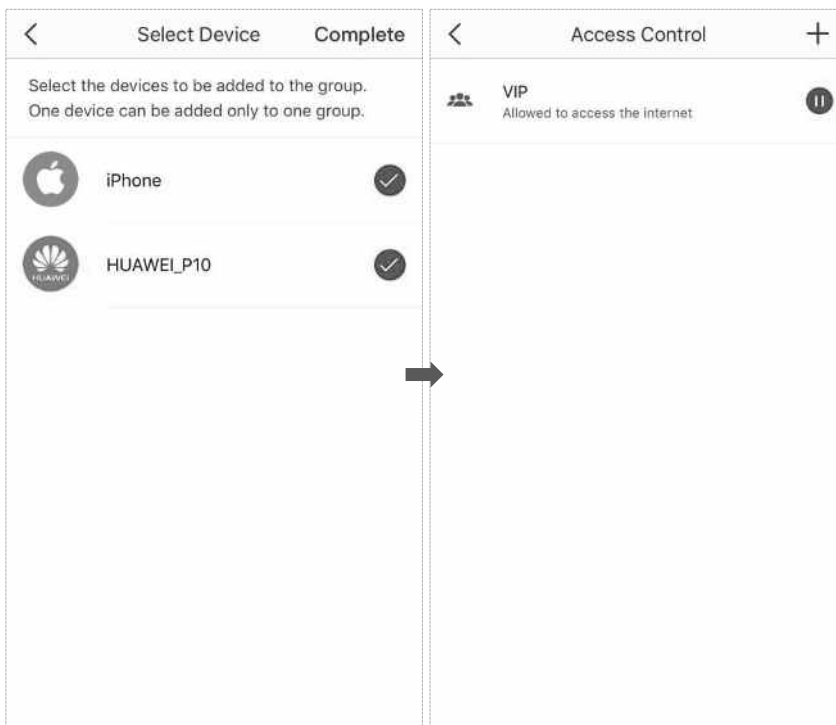 Select Device
Complete
Select the devices to be added to the group.
One device can be added only to one group.
iPhone
HUAWEI
HUAWEI_P10
Access Control
VIP
Allowed to access the internet